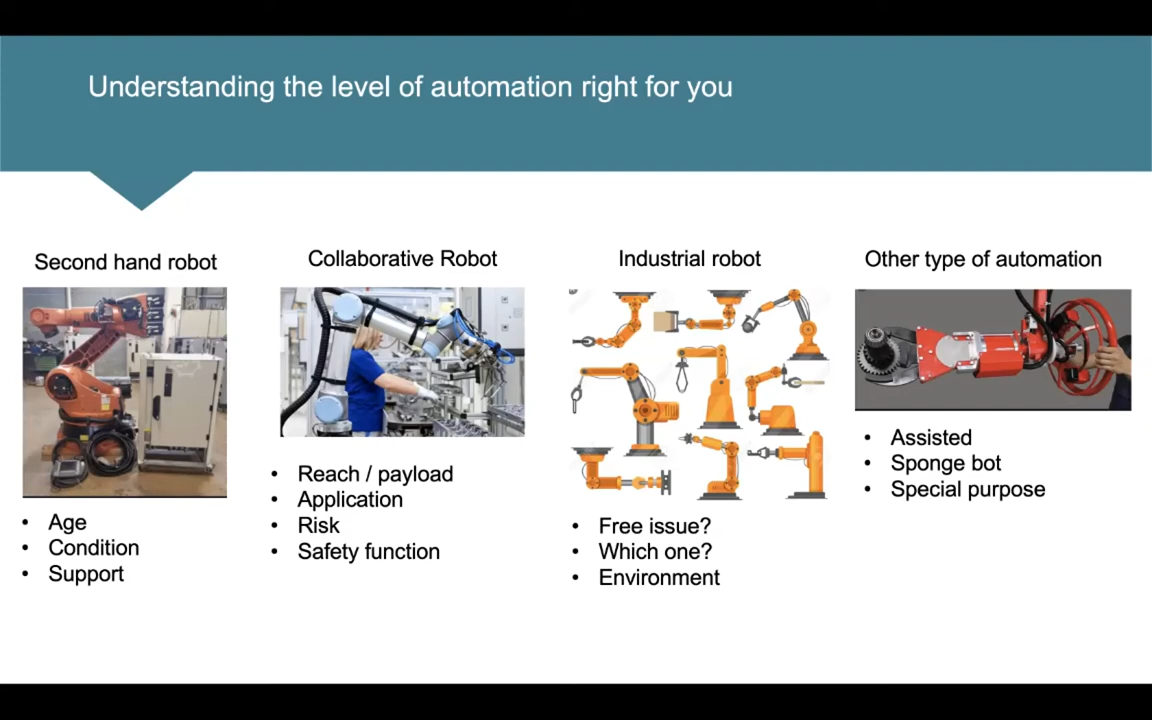 Understanding the level of automation right for you
Second hand robot
• Age
• Condition
• Support
Collaborative Robot
• Reach / payload
• Application
• Risk
• Safety function
Industrial robot
• Free issue?
• Which one?
• Environment
Other type of automation
• Assisted
• Sponge bot
• Special purpose